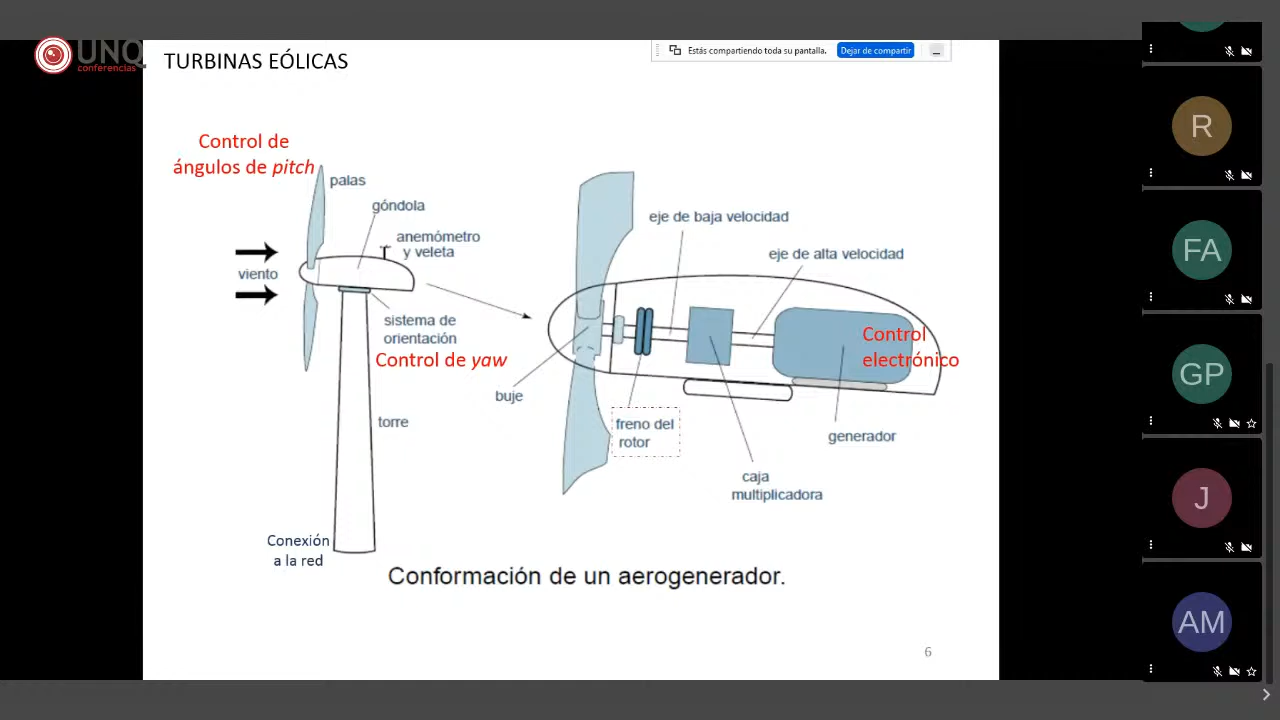 UNQ
conferencias
TURBINAS EÓLICAS
Estás compartiendo toda su pantalla.
Dejar de compartir
Control de
ángulos de pitch
palas
góndola
anemómetro
y veleta
viento
sistema de
orientación
Control de yaw
torre
Conexión
a la red
eje de baja velocidad
eje de alta velocidad
Control
electrónico
buje
freno del
rotor
generador
caja
multiplicadora
Conformación de un aerogenerador.
6
R
FA
GP
J
AM